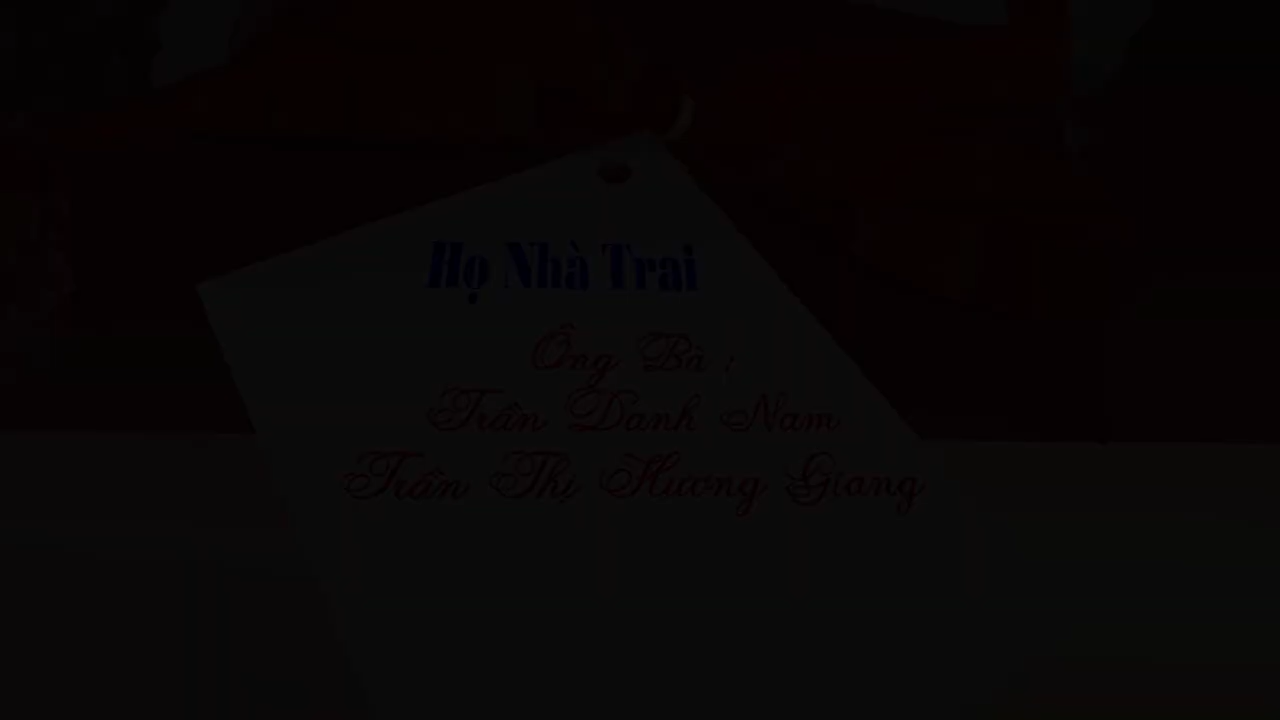 Họ Nhà Trai
Ông Bà :
Trần Danh Nam
Trần Thị Hương Giang